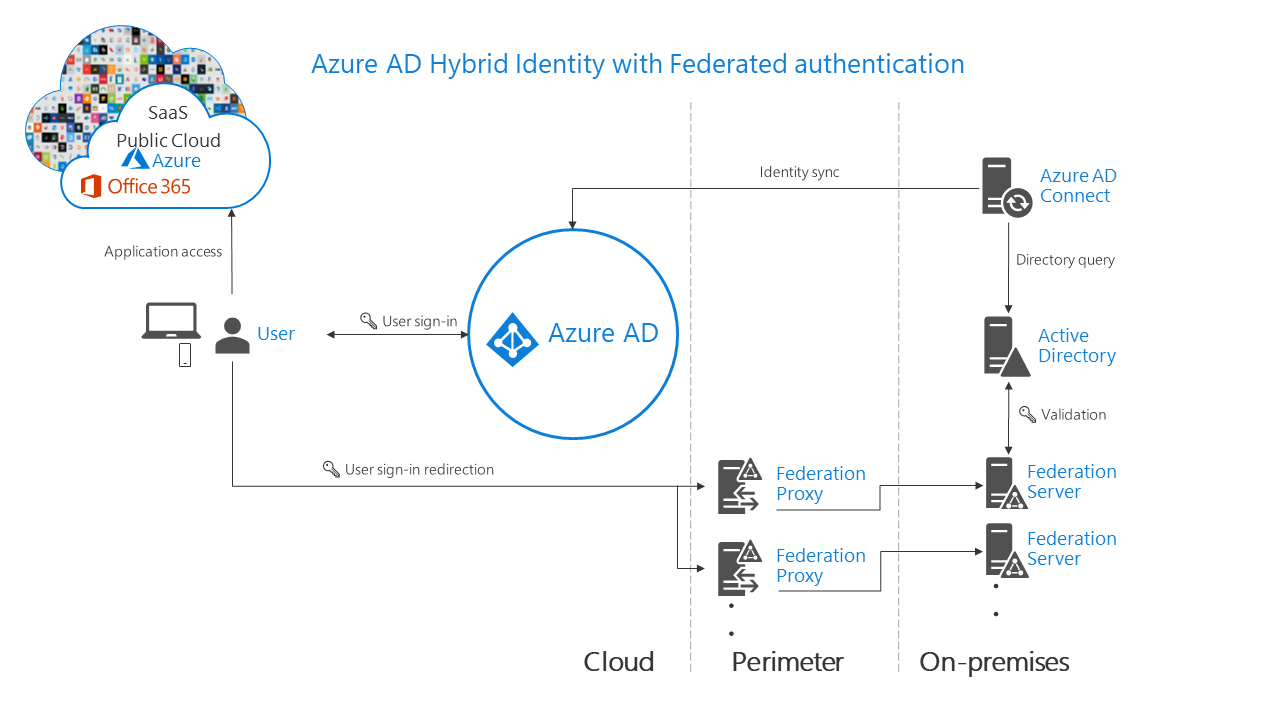 Azure AD Hybrid Identity with Federated authentication
SaaS
Public Cloud
Azure
Office 365
Identity sync
Azure AD
Connect
Application access
Directory query
User
User sign-in
Azure AD
Active
Directory
Validation
User sign-in redirection
Federation
Proxy
Federation
Server
Federation
Proxy
Federation
Server
Cloud
Perimeter
On-premises